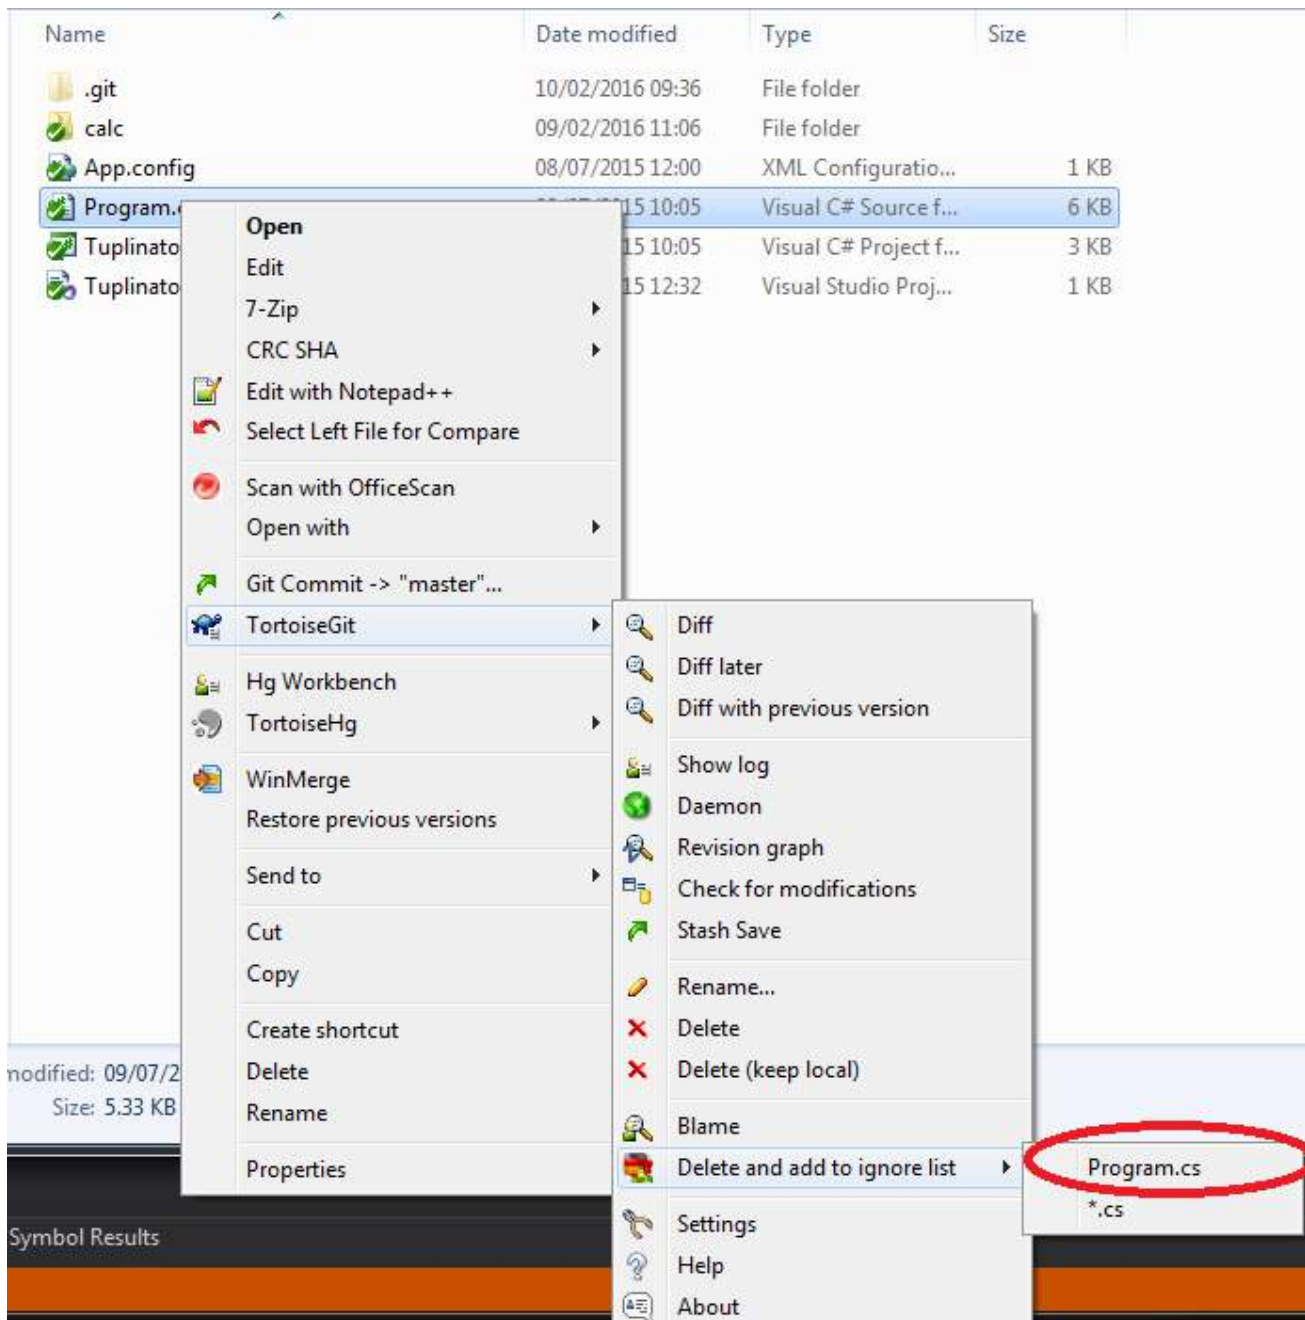 Name Date modified Type Size
.git 10/02/2016 09:36 File folder
calc 09/02/2016 11:06 File folder
App.config 08/07/2015 12:00 XML Configuratio... 1 KB
Program. 15 10:05 Visual C# Source f... 6 KB
Tuplinato 15 10:05 Visual C# Project f... 3 KB
Tuplinato 15 12:32 Visual Studio Proj... 1 KB
Open
Edit
7-Zip
CRC SHA
Edit with Notepad++
Select Left File for Compare
Scan with OfficeScan
Open with
Git Commit -> "master"...
TortoiseGit
Hg Workbench
TortoiseHg
WinMerge
Restore previous versions
Send to
Cut
Copy
Create shortcut
Delete
Rename
Properties
Diff
Diff later
Diff with previous version
Show log
Daemon
Revision graph
Check for modifications
Stash Save
Rename...
Delete
Delete (keep local)
Blame
Delete and add to ignore list
Settings
Help
About
Program.cs
*.cs
modified: 09/07/2
Size: 5.33 KB
Symbol Results